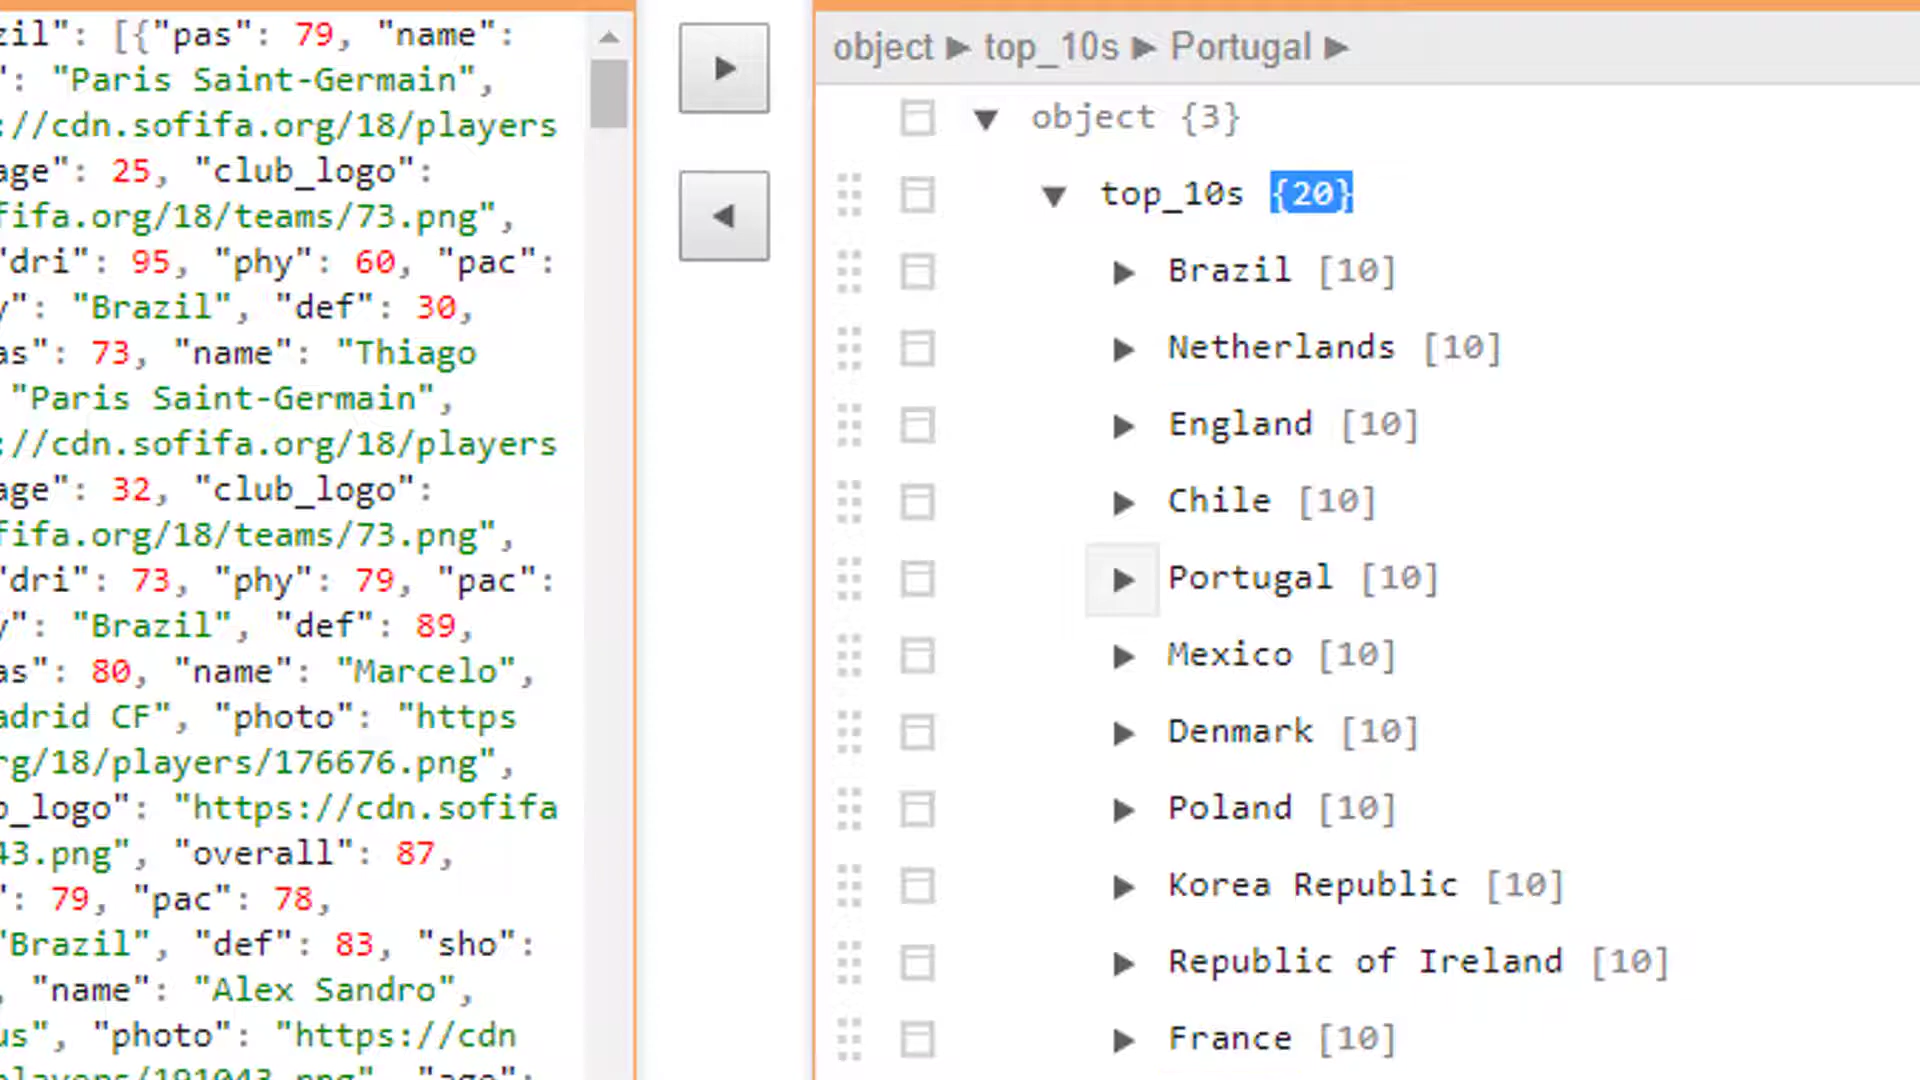 zil": [{"pas": 79, "name":
": "Paris Saint-Germain",
://cdn.sofifa.org/18/players
age": 25, "club_logo":
fifa.org/18/teams/73.png",
"dri": 95, "phy": 60, "pac":
y": "Brazil", "def": 30,
as": 73, "name": "Thiago
"Paris Saint-Germain",
://cdn.sofifa.org/18/players
age": 32, "club_logo":
fifa.org/18/teams/73.png",
"dri": 73, "phy": 79, "pac":
y": "Brazil", "def": 89,
as": 80, "name": "Marcelo",
adrid CF", "photo": "https
rg/18/players/176676.png",
b_logo": "https://cdn.sofifa
43.png", "overall": 87,
": 79, "pac": 78,
"Brazil", "def": 83, "sho":
, "name": "Alex Sandro",
us", "photo": "https://cdn
players/191043.png", "age":
object ▶ top_10s ▶ Portugal ▶
object {3}
top_10s {20}
Brazil [10]
Netherlands [10]
England [10]
Chile [10]
Portugal [10]
Mexico [10]
Denmark [10]
Poland [10]
Korea Republic [10]
Republic of Ireland [10]
France [10]